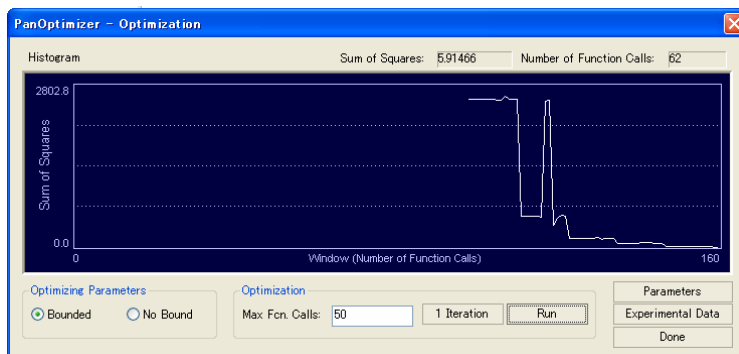 PanOptimizer - Optimization
Histogram Sum of Squares: 5.91466 Number of Function Calls: 62
2802.8
Sum of Squares
0.0
0 Window (Number of Function Calls) 160
Optimizing Parameters Optimization Parameters
Bounded No Bound Max Fcn. Calls: 50 1 Iteration Run Experimental Data
Done